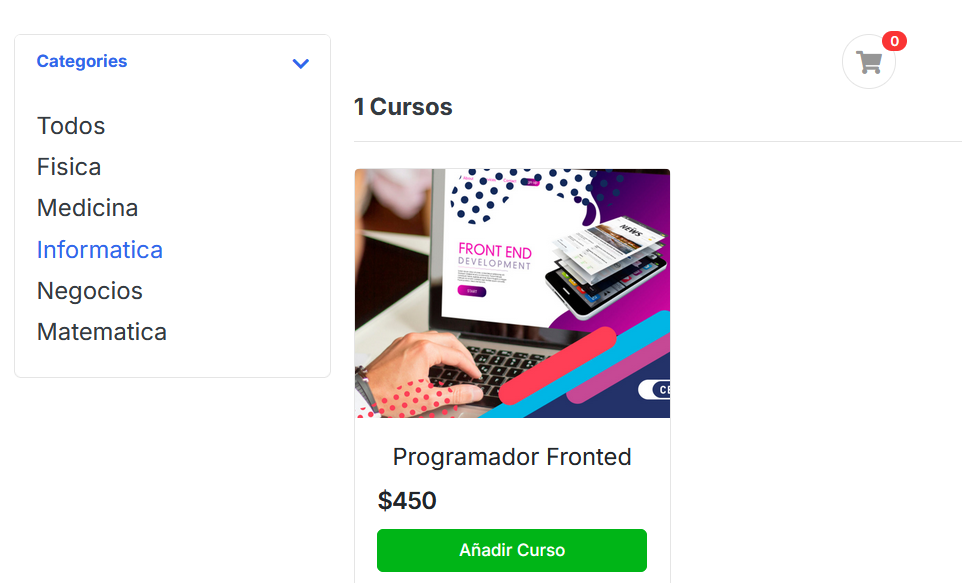 Categories
0
1 Cursos
Todos
Fisica
Medicina
Informatica
Negocios
Matematica
NEWS
FRONT END
DEVELOPMENT
START
Programador Fronted
$450
Añadir Curso